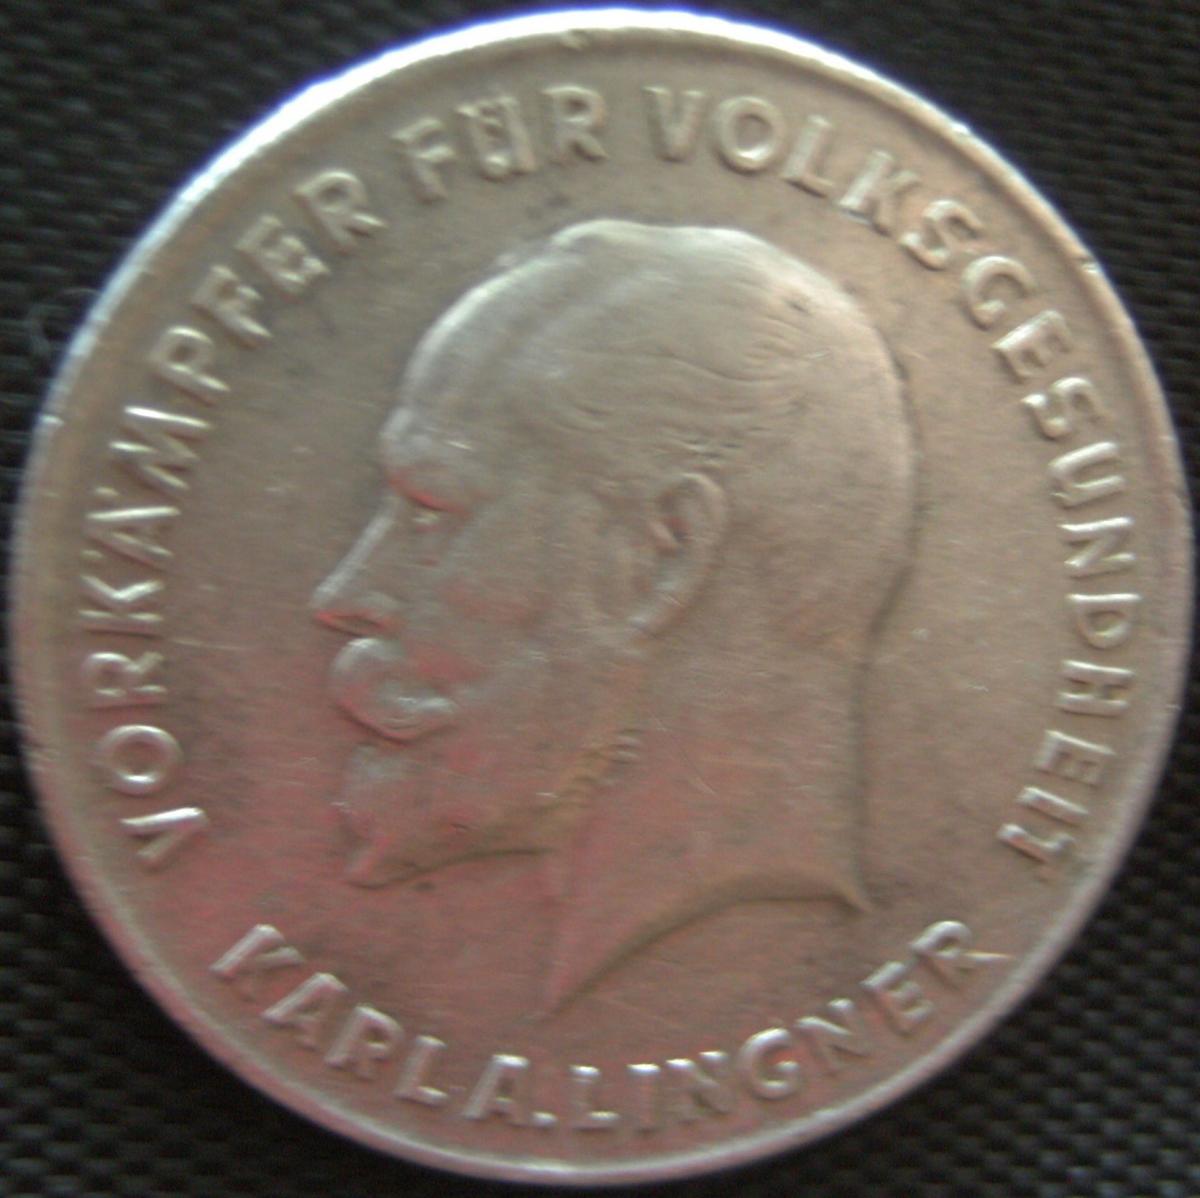 VORKÄMPFER FÜR VOLKSGESUNDHEIT
KARL A. LINGNER